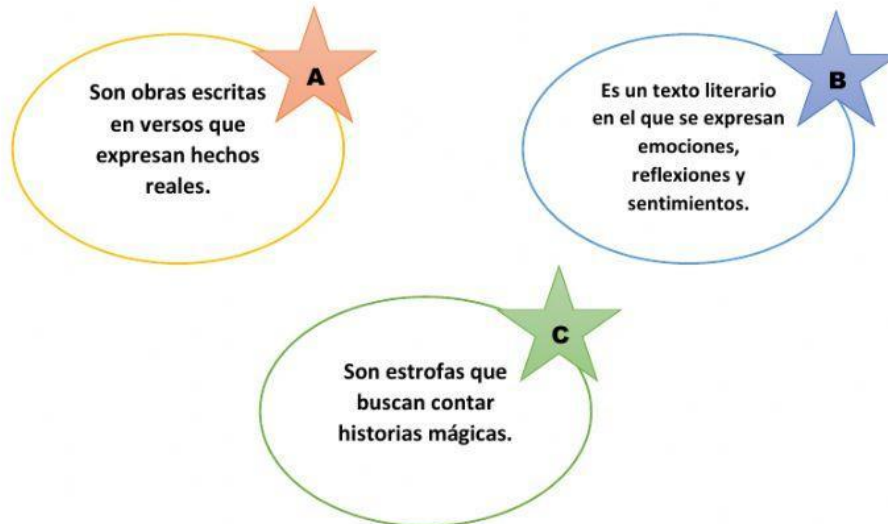 A
Son obras escritas
en versos que
expresan hechos
reales.
B
Es un texto literario
en el que se expresan
emociones,
reflexiones y
sentimientos.
C
Son estrofas que
buscan contar
historias mágicas.